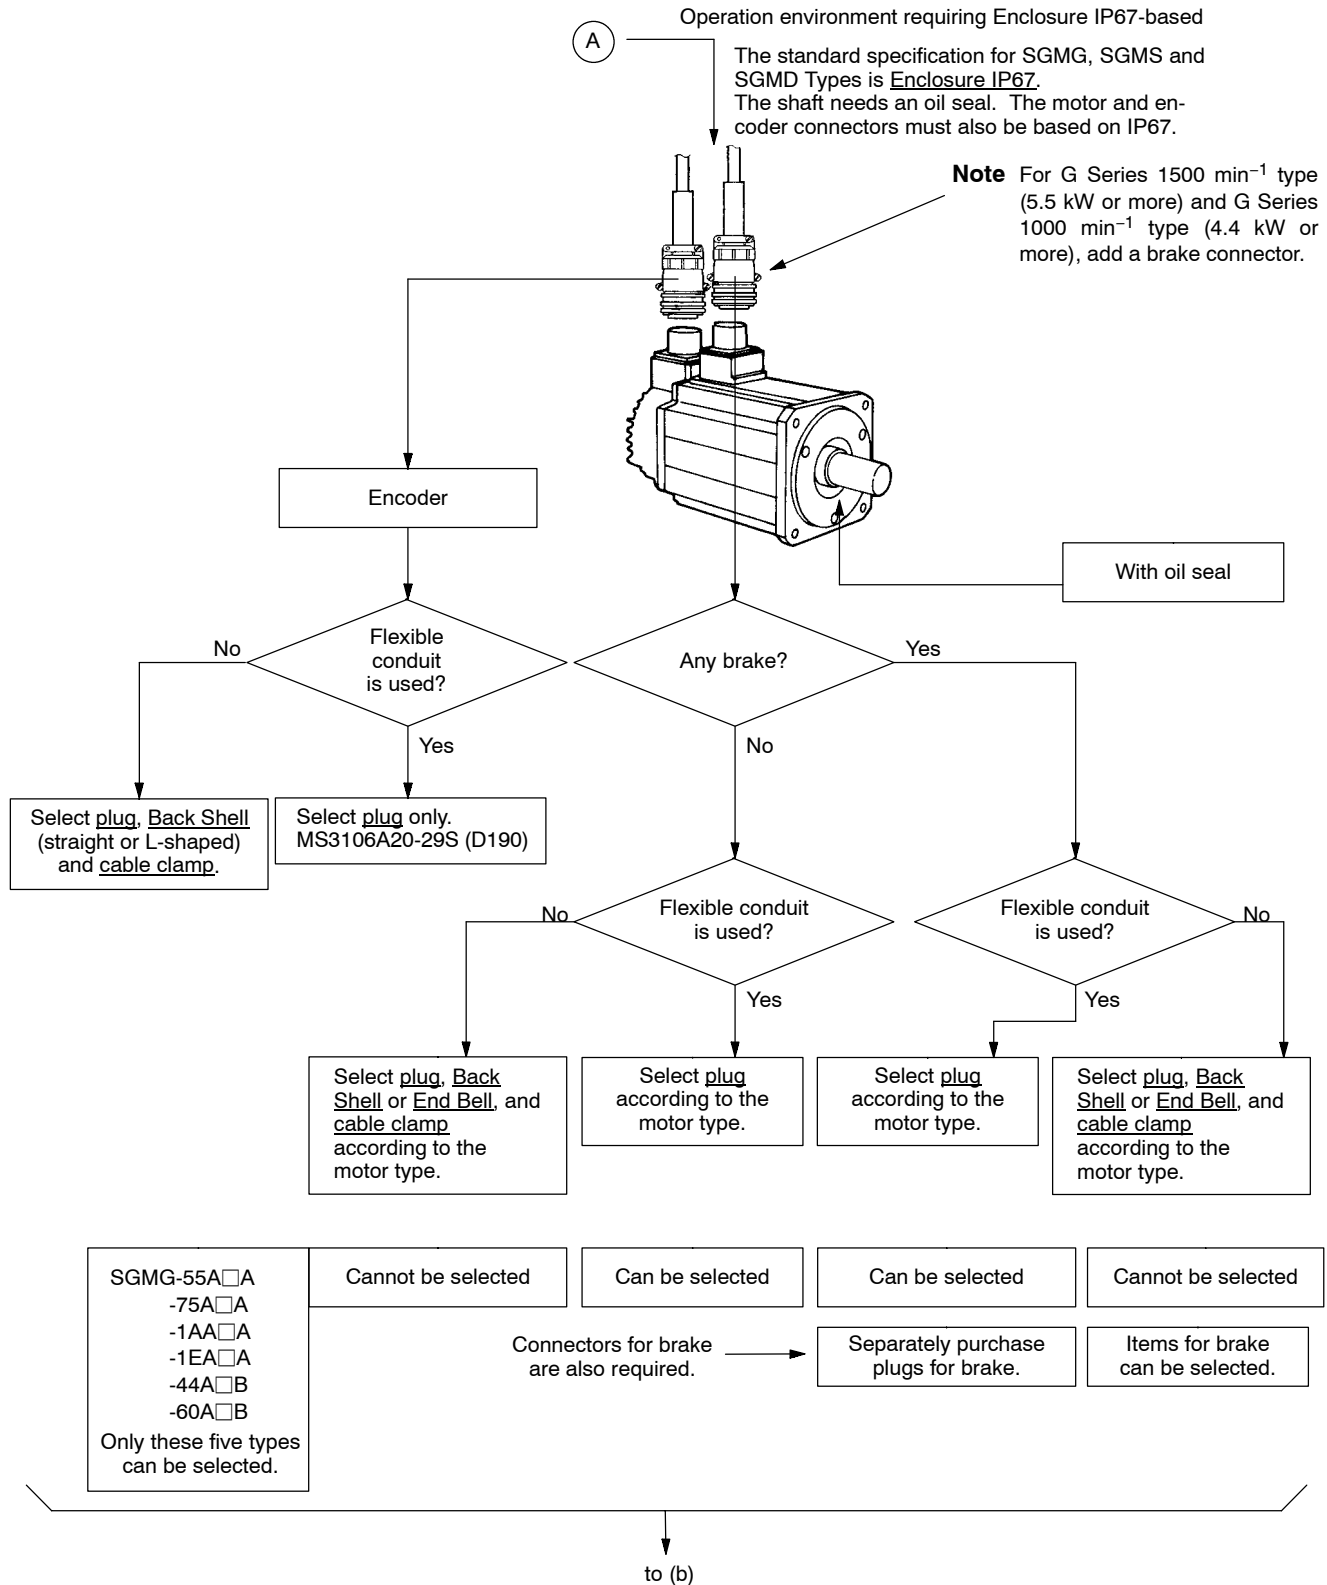 Operation environment requiring Enclosure IP67-based
A
The standard specification for SGMG, SGMS and
SGMD Types is Enclosure IP67.
The shaft needs an oil seal. The motor and en-
coder connectors must also be based on IP67.
Note For G Series 1500 min−1 type
(5.5 kW or more) and G Series
1000 min−1 type (4.4 kW or
more), add a brake connector.
Encoder
With oil seal
No
Flexible
conduit
is used?
Yes
Any brake?
Yes
No
Select plug, Back Shell
(straight or L-shaped)
and cable clamp.
Select plug only.
MS3106A20-29S (D190)
No
Flexible conduit
is used?
Yes
Flexible conduit
is used?
No
Yes
Select plug, Back
Shell or End Bell, and
cable clamp
according to the
motor type.
Select plug
according to the
motor type.
Select plug
according to the
motor type.
Select plug, Back
Shell or End Bell, and
cable clamp
according to the
motor type.
SGMG-55A□A
-75A□A
-1AA□A
-1EA□A
-44A□B
-60A□B
Only these five types
can be selected.
Cannot be selected
Can be selected
Can be selected
Cannot be selected
Connectors for brake
are also required.
Separately purchase
plugs for brake.
Items for brake
can be selected.
to (b)